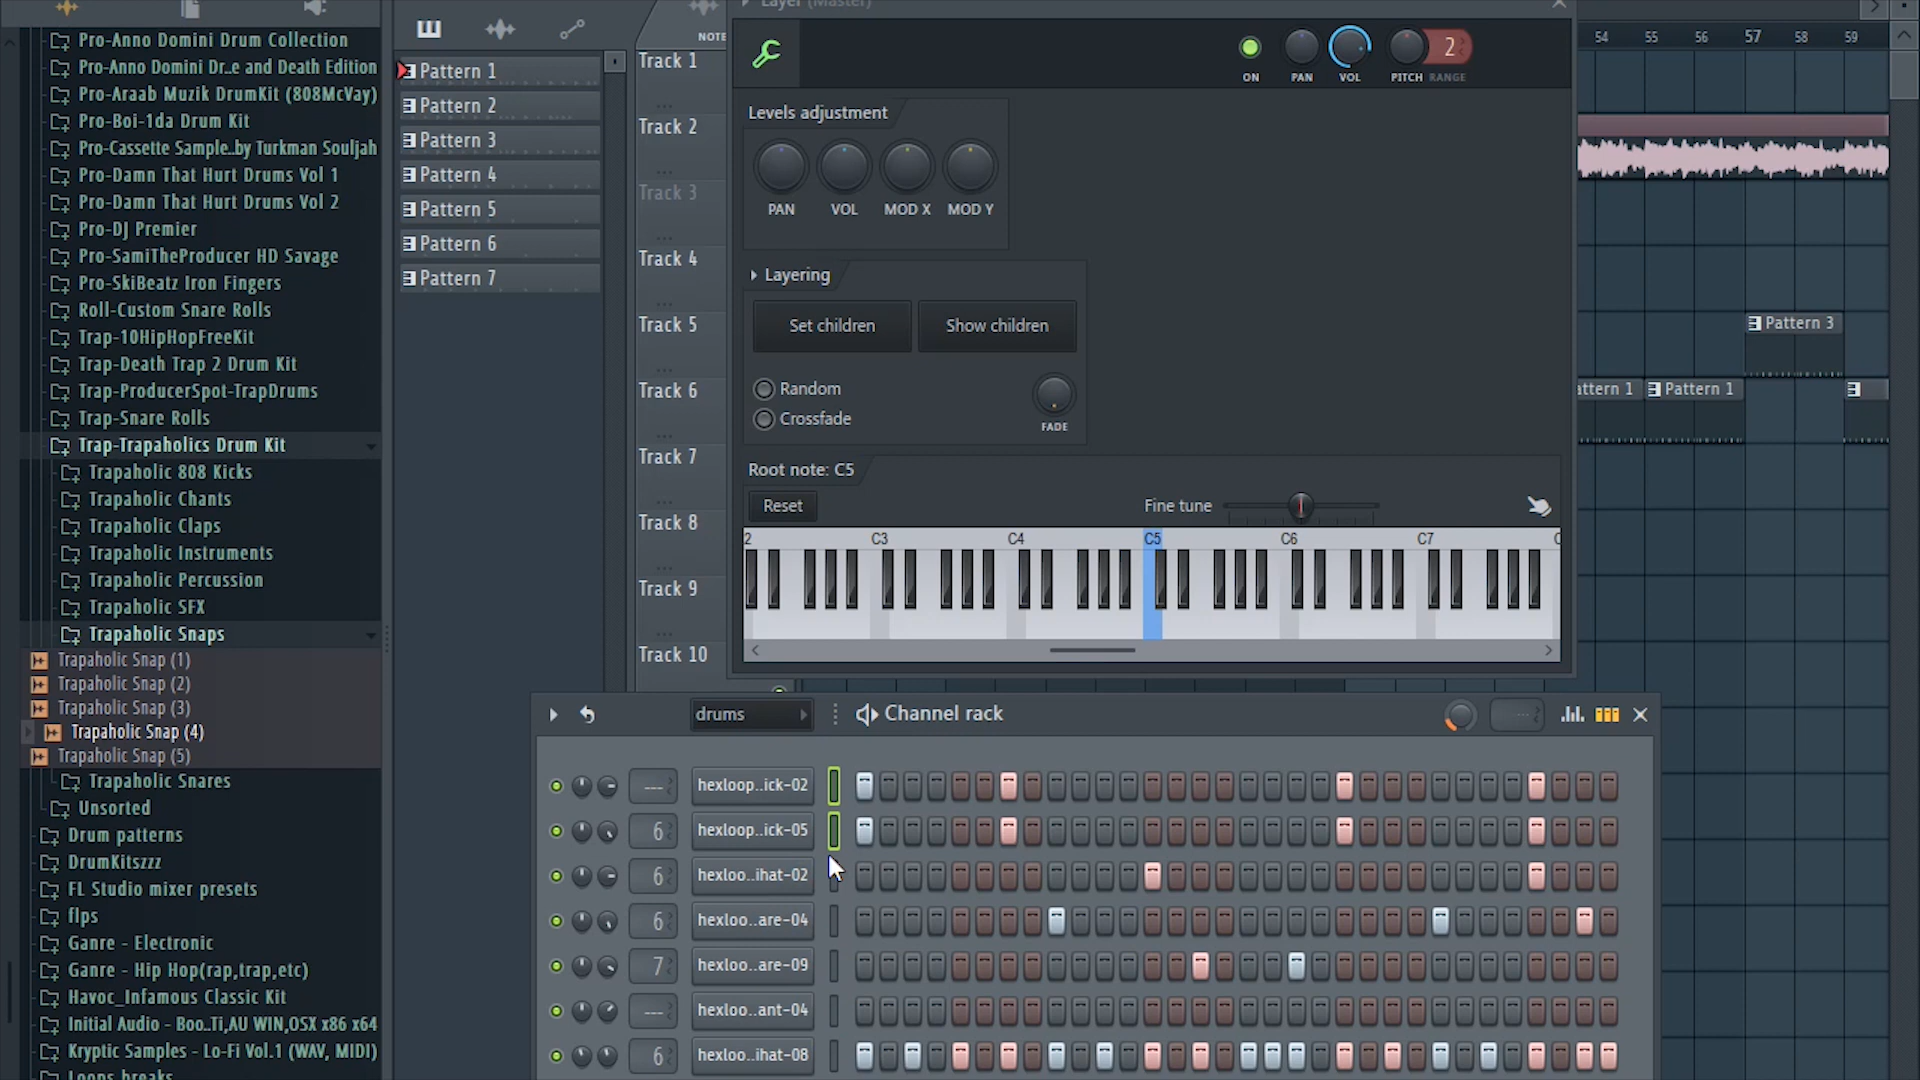 Pro-Anno Domini Drum Collection
Pro-Anno Domini Dr..e and Death Edition
Pro-Araab Muzik DrumKit (808McVay)
Pro-Boi-1da Drum Kit
Pro-Cassette Sample..by Turkman Souljah
Pro-Damn That Hurt Drums Vol 1
Pro-Damn That Hurt Drums Vol 2
Pro-DJ Premier
Pro-SamiTheProducer HD Savage
Pro-SkiBeatz Iron Fingers
Roll-Custom Snare Rolls
Trap-10HipHopFreeKit
Trap-Death Trap 2 Drum Kit
Trap-ProducerSpot-TrapDrums
Trap-Snare Rolls
Trap-Trapaholics Drum Kit
Trapaholic 808 Kicks
Trapaholic Chants
Trapaholic Claps
Trapaholic Instruments
Trapaholic Percussion
Trapaholic SFX
Trapaholic Snaps
Trapaholic Snap (1)
Trapaholic Snap (2)
Trapaholic Snap (3)
Trapaholic Snap (4)
Trapaholic Snap (5)
Trapaholic Snares
Unsorted
Drum patterns
DrumKitszzz
FL Studio mixer presets
flps
Ganre - Electronic
Ganre - Hip Hop(rap,trap,etc)
Havoc_Infamous Classic Kit
Initial Audio - Boo..Ti,AU WIN,OSX x86 x64
Kryptic Samples - Lo-Fi Vol.1 (WAV, MIDI)
Loops breaks
Pattern 1
Pattern 2
Pattern 3
Pattern 4
Pattern 5
Pattern 6
Pattern 7
NOTE
Track 1
Track 2
Track 3
Track 4
Track 5
Track 6
Track 7
Track 8
Track 9
Track 10
Layer (Master)
ON
PAN
VOL
PITCH
2
RANGE
Levels adjustment
PAN
VOL
MOD X
MOD Y
Layering
Set children
Show children
Random
Crossfade
FADE
Root note: C5
Reset
Fine tune
2
C3
C4
C5
C6
C7
54
55
56
57
58
59
Pattern 3
attern 1
Pattern 1
drums
Channel rack
--- hexloop..ick-02
6 hexloop..ick-05
6 hexloo..ihat-02
6 hexloo..are-04
7 hexloo..are-09
--- hexloo..ant-04
6 hexloo..ihat-08